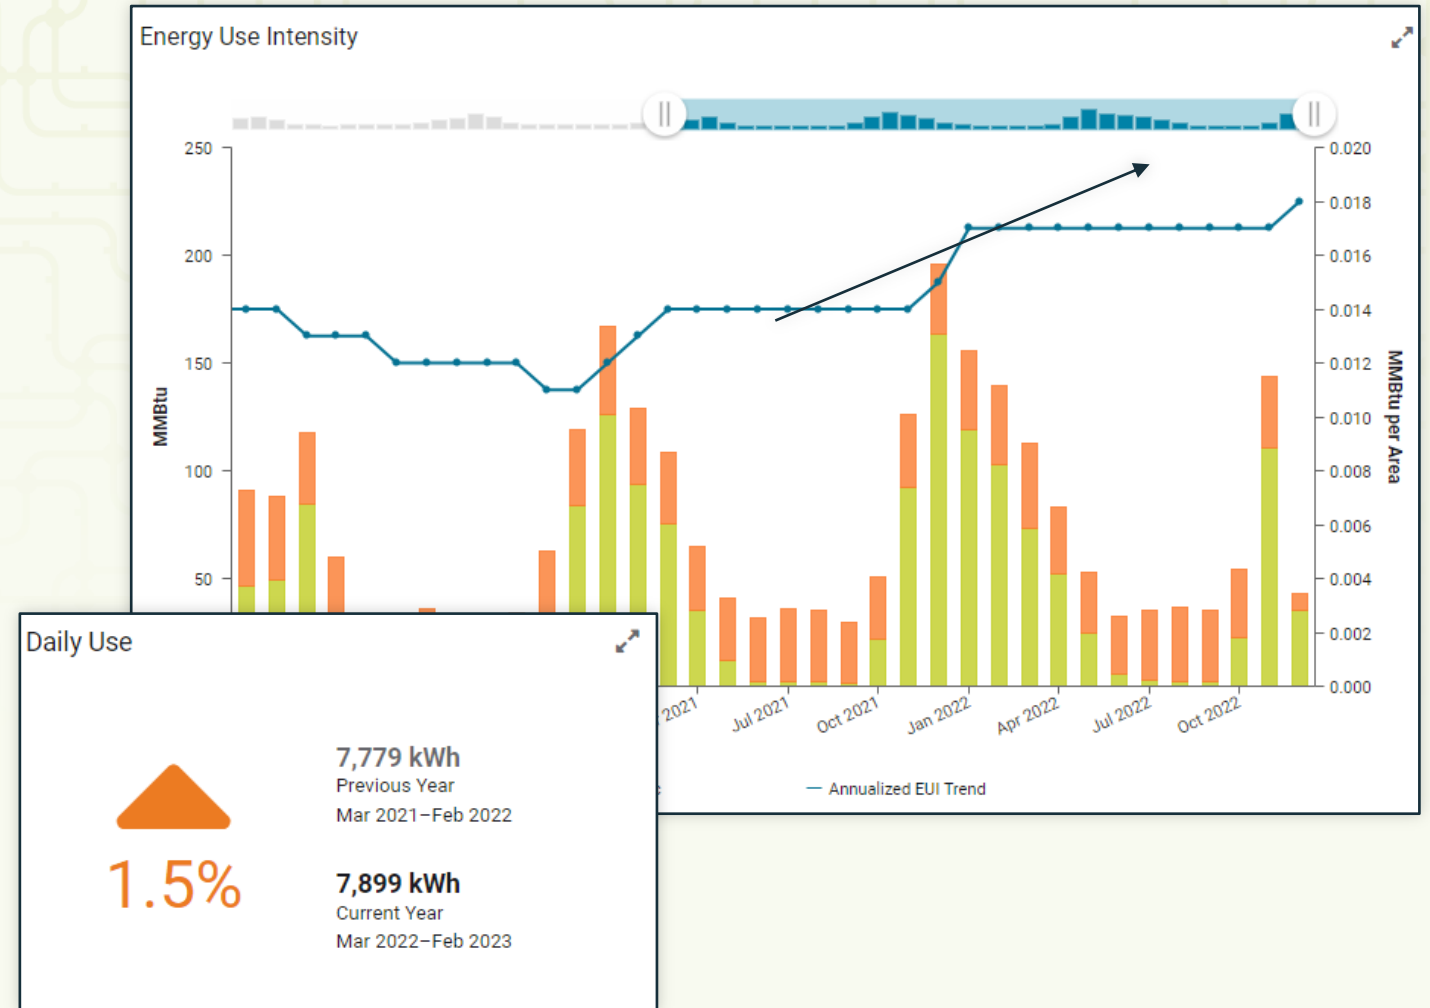 Energy Use Intensity
250
200
150
100
50
MMBtu
0.020
0.018
0.016
0.014
0.012
0.010
0.008
0.006
0.004
0.002
0.000
MMBtu per Area
2021
Jul 2021
Oct 2021
Jan 2022
Apr 2022
Jul 2022
Oct 2022
Annualized EUI Trend
Daily Use
1.5%
7,779 kWh
Previous Year
Mar 2021–Feb 2022
7,899 kWh
Current Year
Mar 2022–Feb 2023